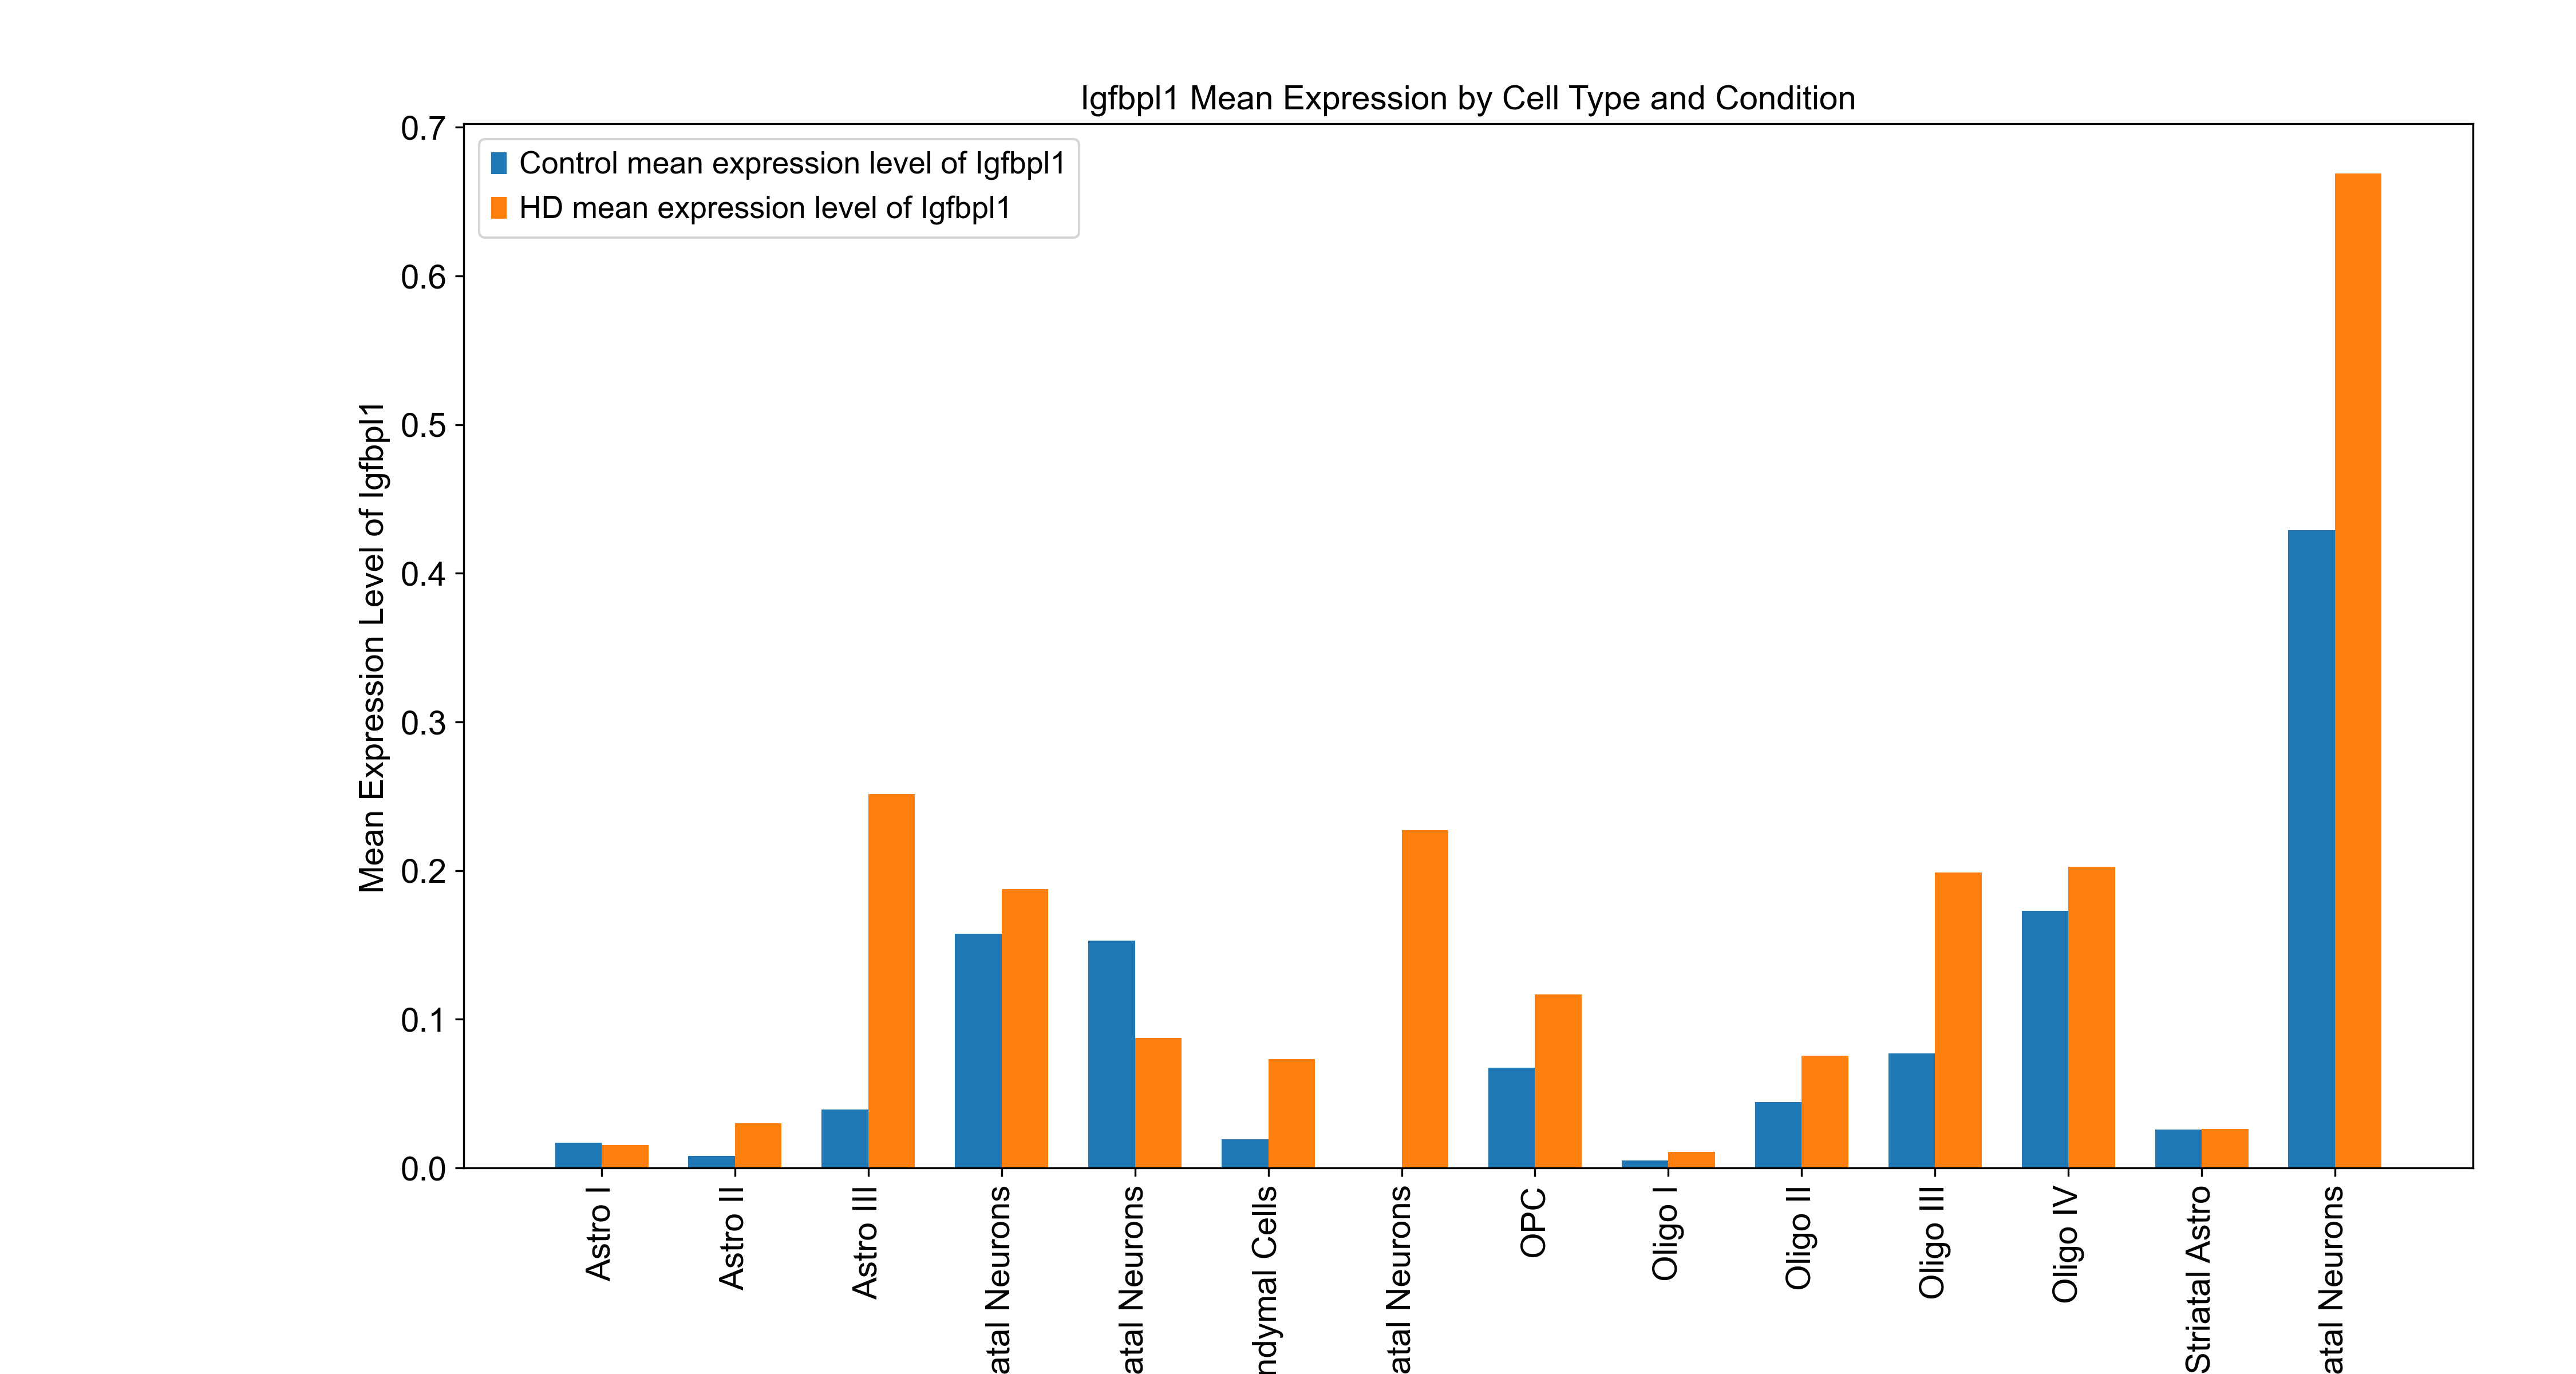 Igfbpl1 Mean Expression by Cell Type and Condition
Control mean expression level of Igfbpl1
HD mean expression level of Igfbpl1
Mean Expression Level of Igfbpl1
0.7
0.6
0.5
0.4
0.3
0.2
0.1
0.0
Astro I
Astro II
Astro III
atal Neurons
atal Neurons
ndymal Cells
atal Neurons
OPC
Oligo I
Oligo II
Oligo III
Oligo IV
Striatal Astro
atal Neurons